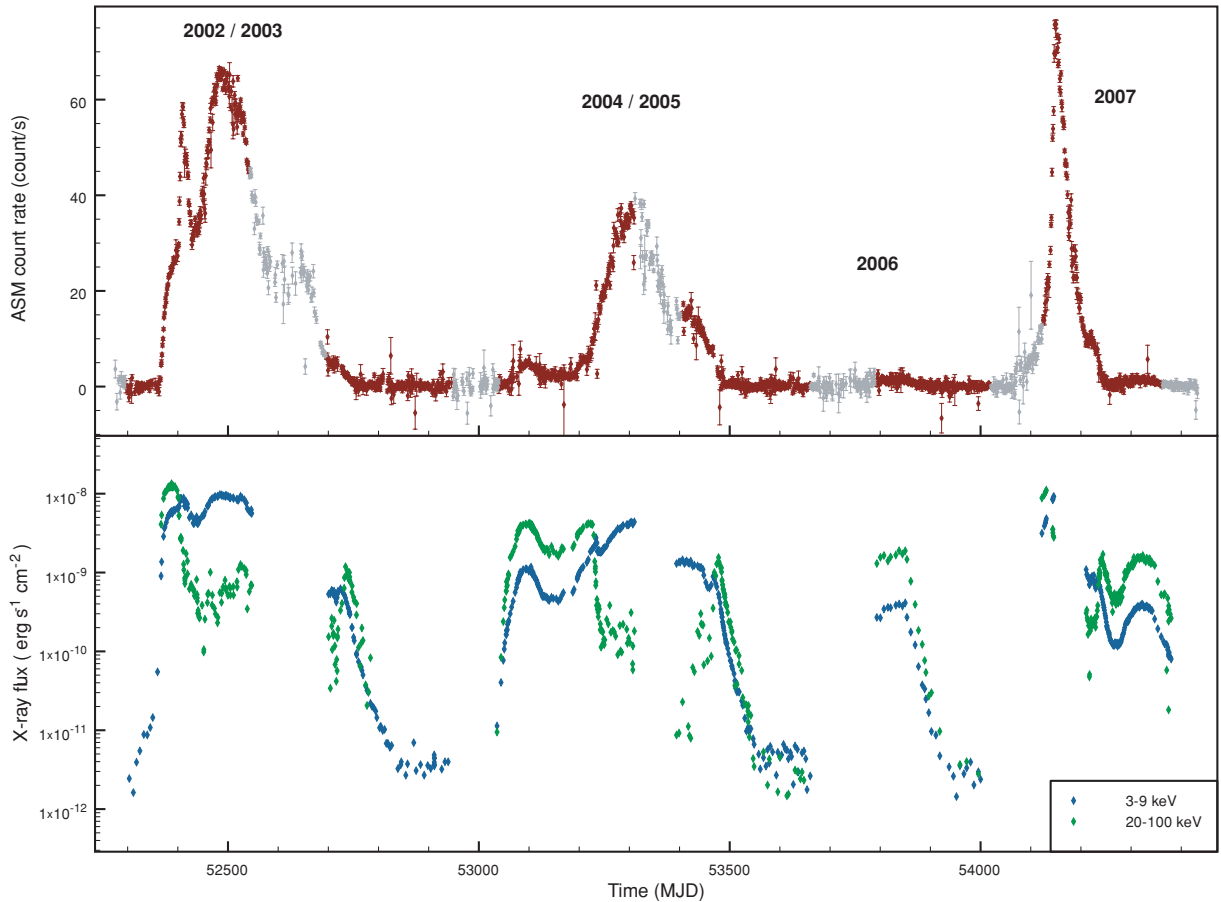 2002 / 2003
2004 / 2005
2006
2007
ASM count rate (count/s)
60
40
20
0
X-ray flux ( erg s⁻¹ cm⁻² )
1x10⁻⁸
1x10⁻⁹
1x10⁻¹⁰
1x10⁻¹¹
1x10⁻¹²
3-9 keV
20-100 keV
52500
53000
53500
54000
Time (MJD)